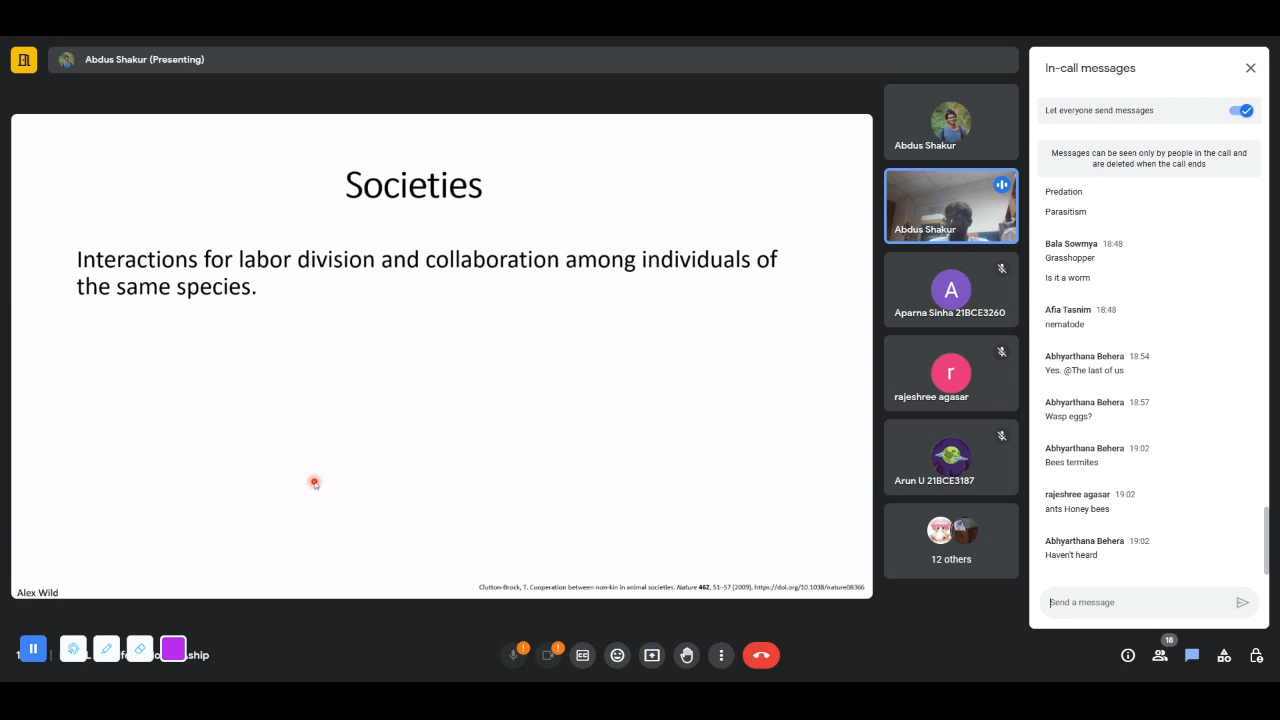 Abdus Shakur (Presenting)
Societies
Interactions for labor division and collaboration among individuals of
the same species.
Alex Wild
Clutton-Brock, T. Cooperation between non-kin in animal societies. Nature 462, 51–57 (2009). https://doi.org/10.1038/nature08366
Abdus Shakur
Abdus Shakur
A
Aparna Sinha 21BCE3260
r
rajeshree agasar
Arun U 21BCE3187
12 others
In-call messages
Let everyone send messages
Messages can be seen only by people in the call and
are deleted when the call ends
Predation
Parasitism
Bala Sowmya 18:48
Grasshopper
Is it a worm
Afia Tasnim 18:48
nematode
Abhyarthana Behera 18:54
Yes. @The last of us
Abhyarthana Behera 18:57
Wasp eggs?
Abhyarthana Behera 19:02
Bees termites
rajeshree agasar 19:02
ants Honey bees
Abhyarthana Behera 19:02
Haven't heard
Send a message
18